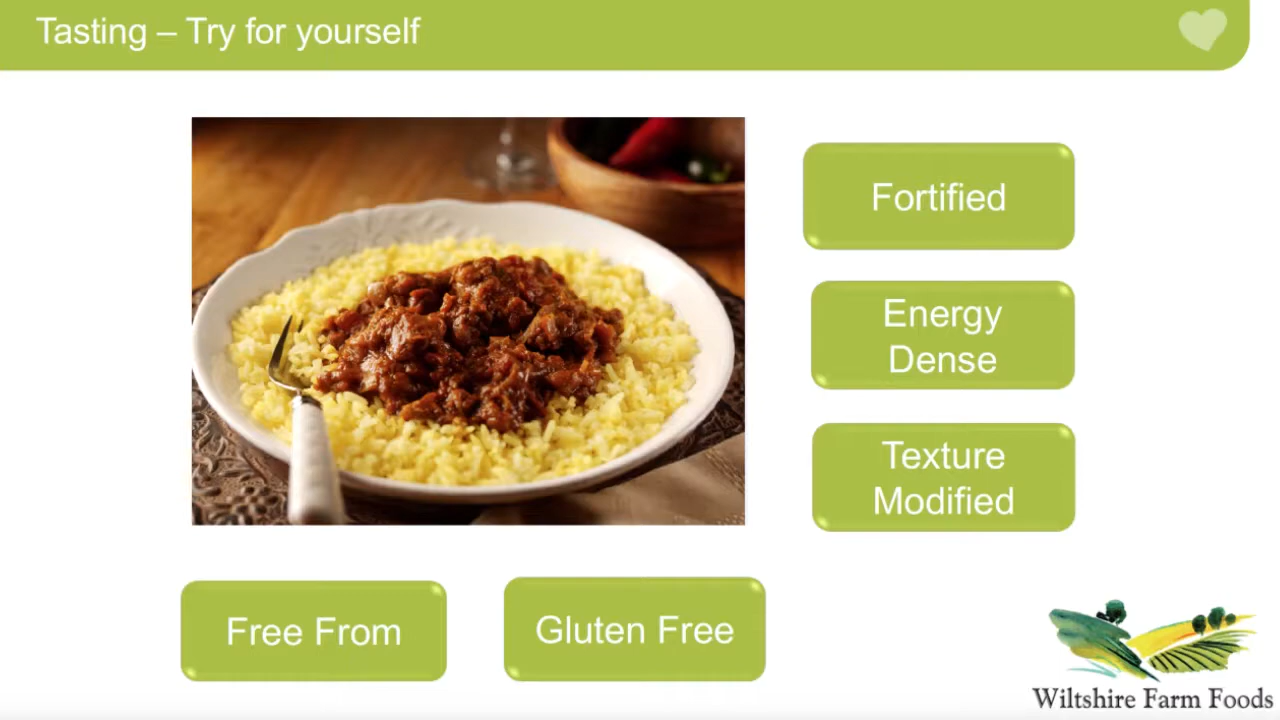 Tasting – Try for yourself
Fortified
Energy
Dense
Texture
Modified
Free From
Gluten Free
Wiltshire Farm Foods